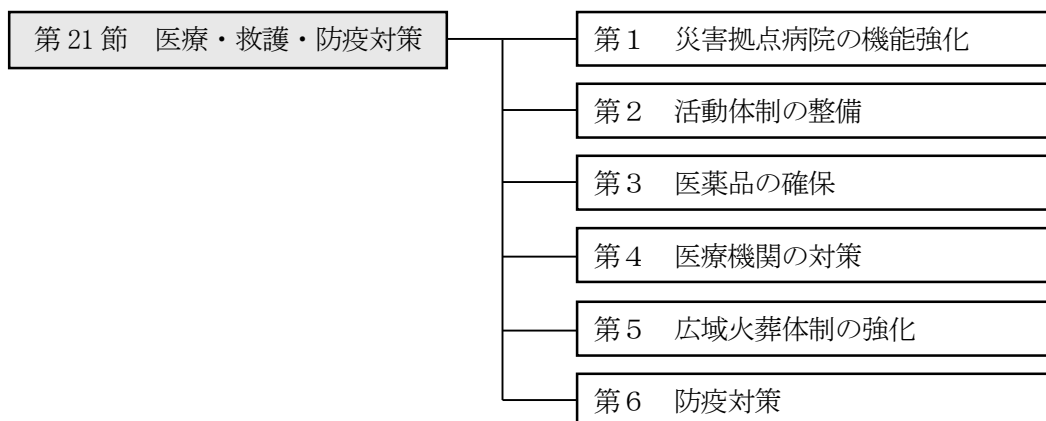 第 21 節　医療・救護・防疫対策
第１　災害拠点病院の機能強化
第２　活動体制の整備
第３　医薬品の確保
第４　医療機関の対策
第５　広域火葬体制の強化
第６　防疫対策